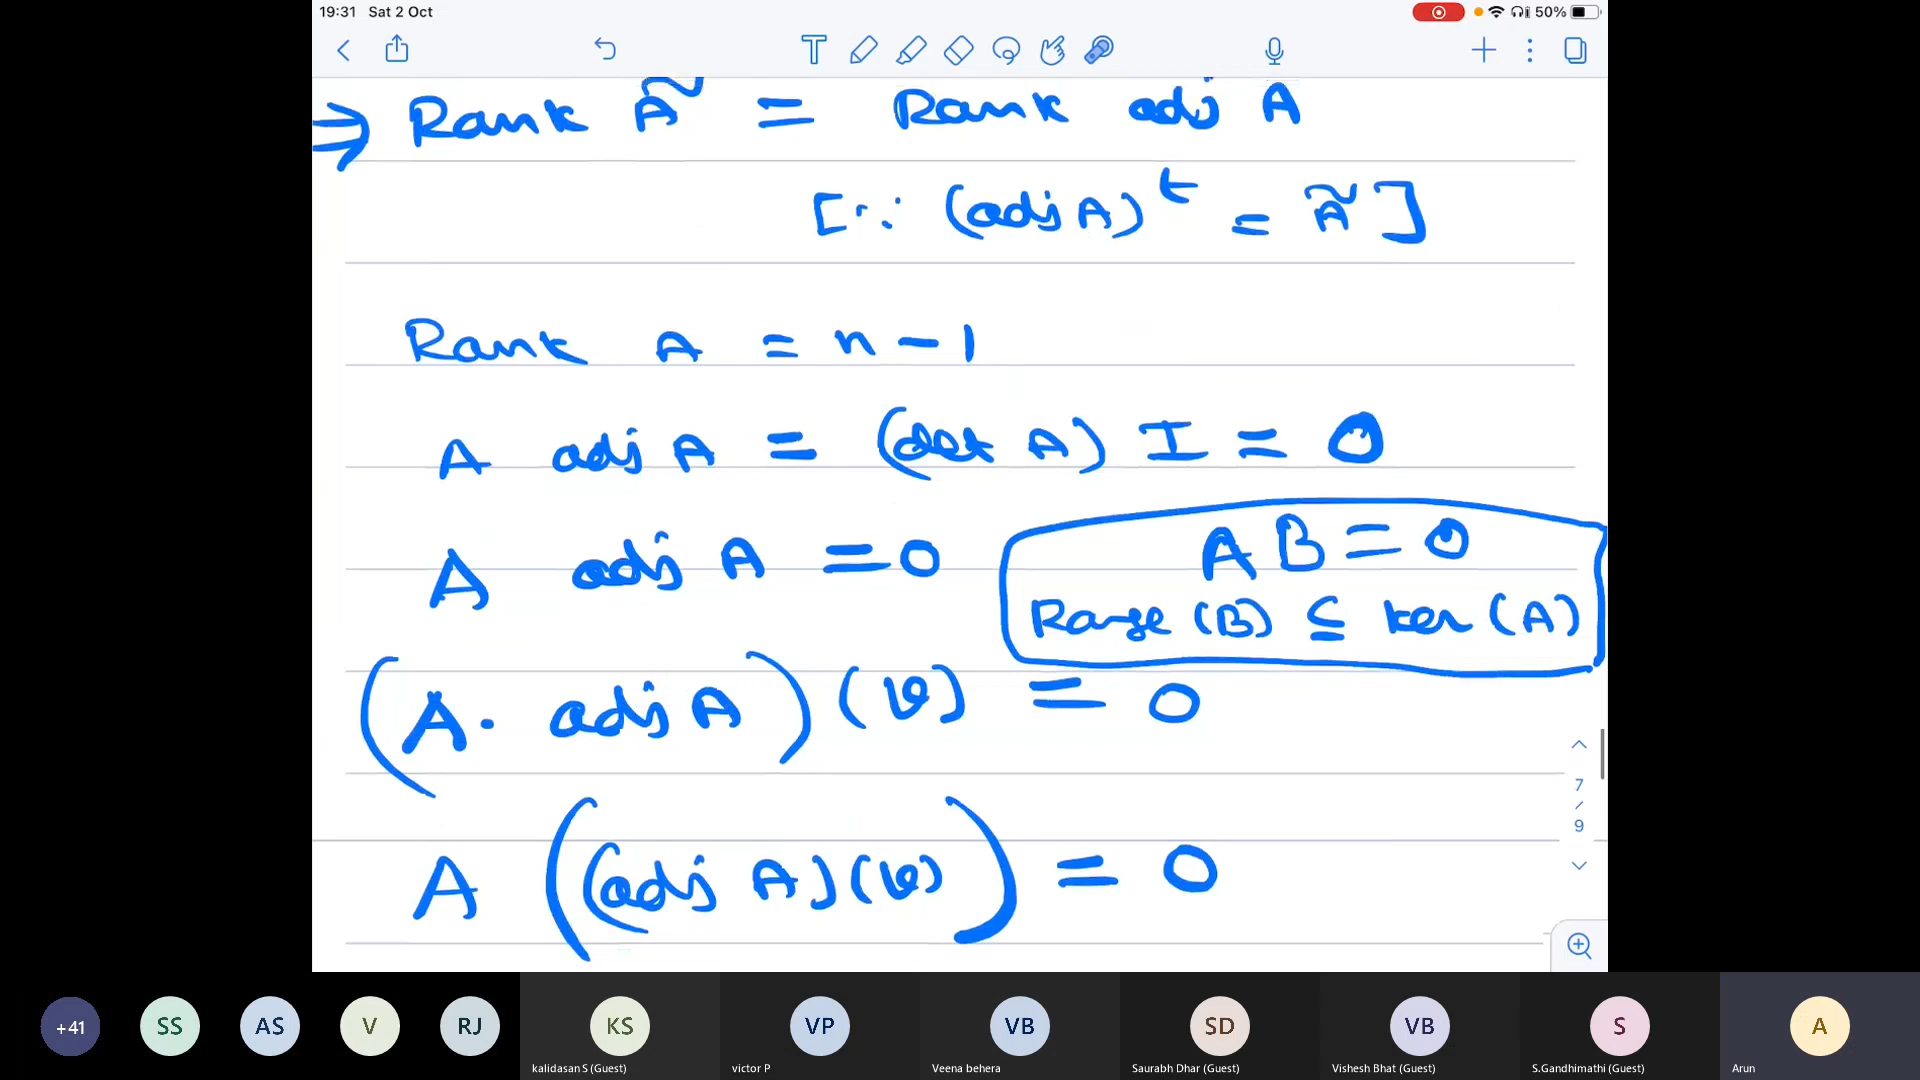 19:31 Sat 2 Oct 50%
⇒ Rank Ã = Rank adj A
[∵ (adj A)^t = Ã]
Rank A = n - 1
A adj A = (det A) I = 0
A adj A = 0
AB = 0
Range (B) ⊆ ker (A)
(A. adj A) (v) = 0
A ((adj A)(v)) = 0
7
/
9
+41 SS AS V RJ KS VP VB SD VB S A
kalidasan S (Guest) victor P Veena behera Saurabh Dhar (Guest) Vishesh Bhat (Guest) S.Gandhimathi (Guest) Arun